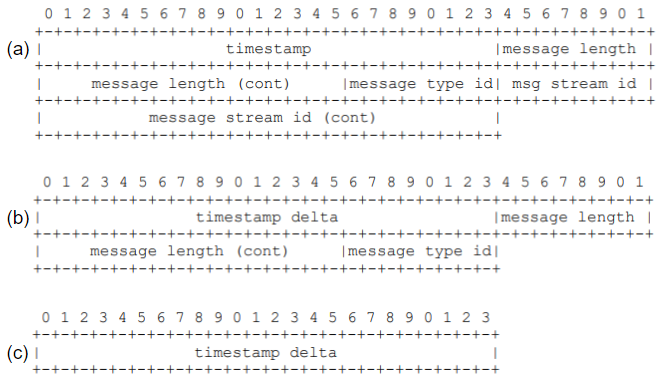 0 1 2 3 4 5 6 7 8 9 0 1 2 3 4 5 6 7 8 9 0 1 2 3 4 5 6 7 8 9 0 1
+-+-+-+-+-+-+-+-+-+-+-+-+-+-+-+-+-+-+-+-+-+-+-+-+-+-+-+-+-+-+-+-+
(a) | timestamp |message length |
+-+-+-+-+-+-+-+-+-+-+-+-+-+-+-+-+-+-+-+-+-+-+-+-+-+-+-+-+-+-+-+-+
| message length (cont) |message type id| msg stream id |
+-+-+-+-+-+-+-+-+-+-+-+-+-+-+-+-+-+-+-+-+-+-+-+-+-+-+-+-+-+-+-+-+
| message stream id (cont) |
+-+-+-+-+-+-+-+-+-+-+-+-+-+-+-+-+-+-+-+-+-+-+-+-+
0 1 2 3 4 5 6 7 8 9 0 1 2 3 4 5 6 7 8 9 0 1 2 3 4 5 6 7 8 9 0 1
+-+-+-+-+-+-+-+-+-+-+-+-+-+-+-+-+-+-+-+-+-+-+-+-+-+-+-+-+-+-+-+-+
(b) | timestamp delta |message length |
+-+-+-+-+-+-+-+-+-+-+-+-+-+-+-+-+-+-+-+-+-+-+-+-+-+-+-+-+-+-+-+-+
| message length (cont) |message type id|
+-+-+-+-+-+-+-+-+-+-+-+-+-+-+-+-+-+-+-+-+-+-+-+-+
0 1 2 3 4 5 6 7 8 9 0 1 2 3 4 5 6 7 8 9 0 1 2 3
+-+-+-+-+-+-+-+-+-+-+-+-+-+-+-+-+-+-+-+-+-+-+-+-+
(c) | timestamp delta |
+-+-+-+-+-+-+-+-+-+-+-+-+-+-+-+-+-+-+-+-+-+-+-+-+